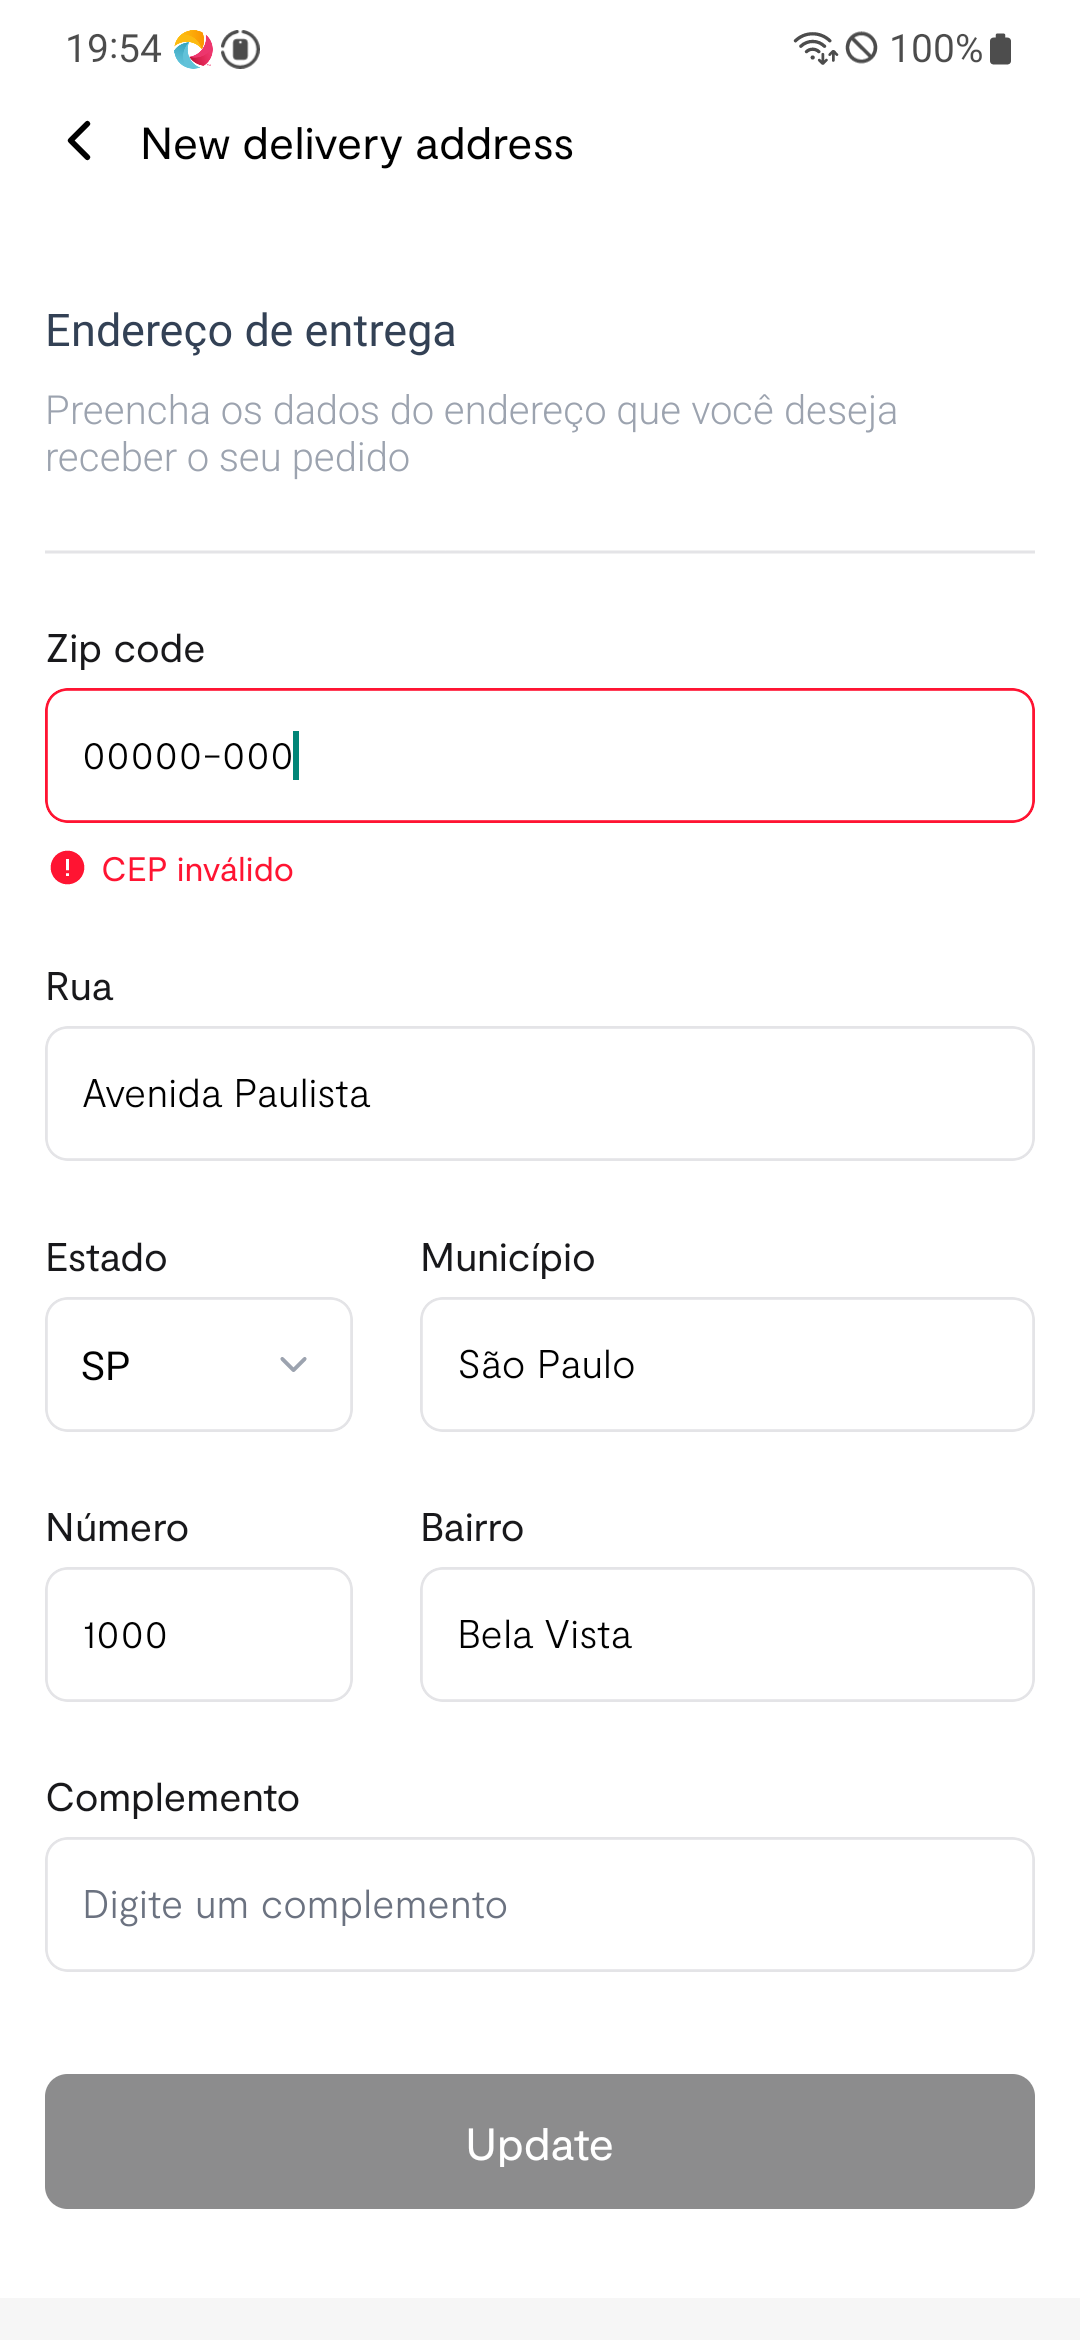 19:54
100%
New delivery address
Endereço de entrega
Preencha os dados do endereço que você deseja
receber o seu pedido
Zip code
00000-000
CEP inválido
Rua
Avenida Paulista
Estado
Município
SP
São Paulo
Número
Bairro
1000
Bela Vista
Complemento
Digite um complemento
Update